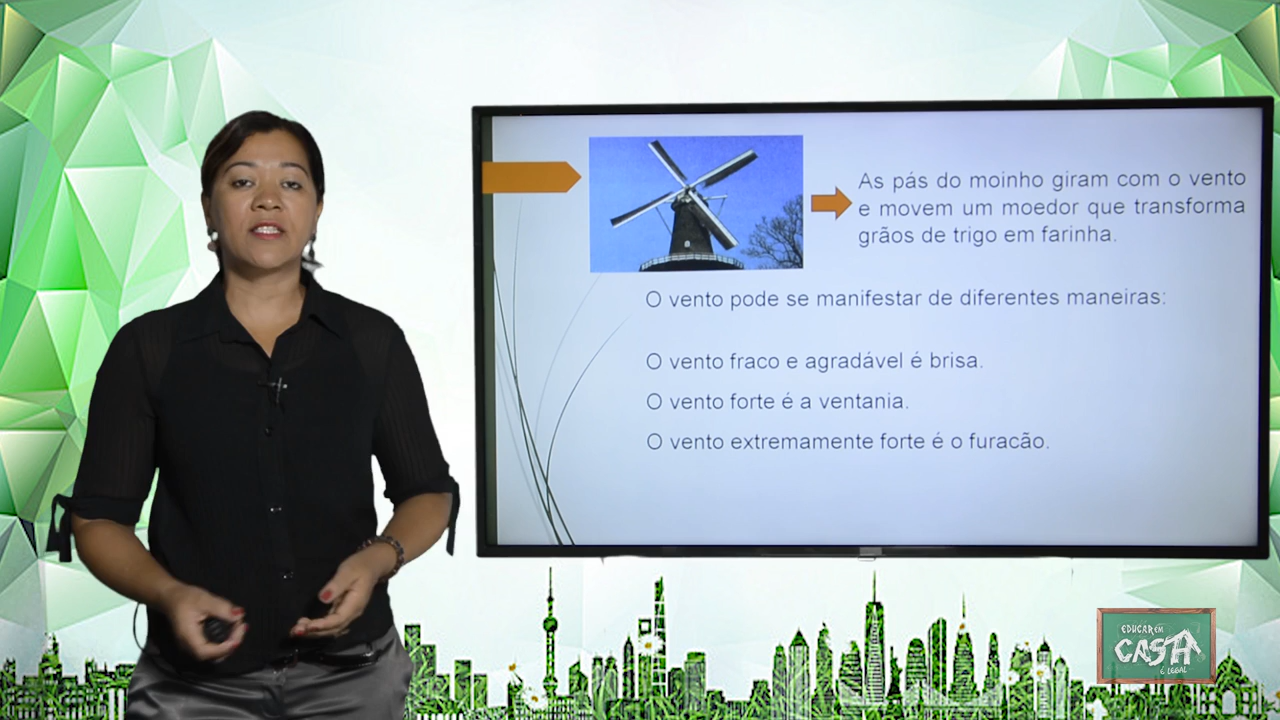 As pás do moinho giram com o vento
e movem um moedor que transforma
grãos de trigo em farinha.
O vento pode se manifestar de diferentes maneiras:
O vento fraco e agradável é brisa.
O vento forte é a ventania.
O vento extremamente forte é o furacão.
EDUCAR EM
CASA
É LEGAL